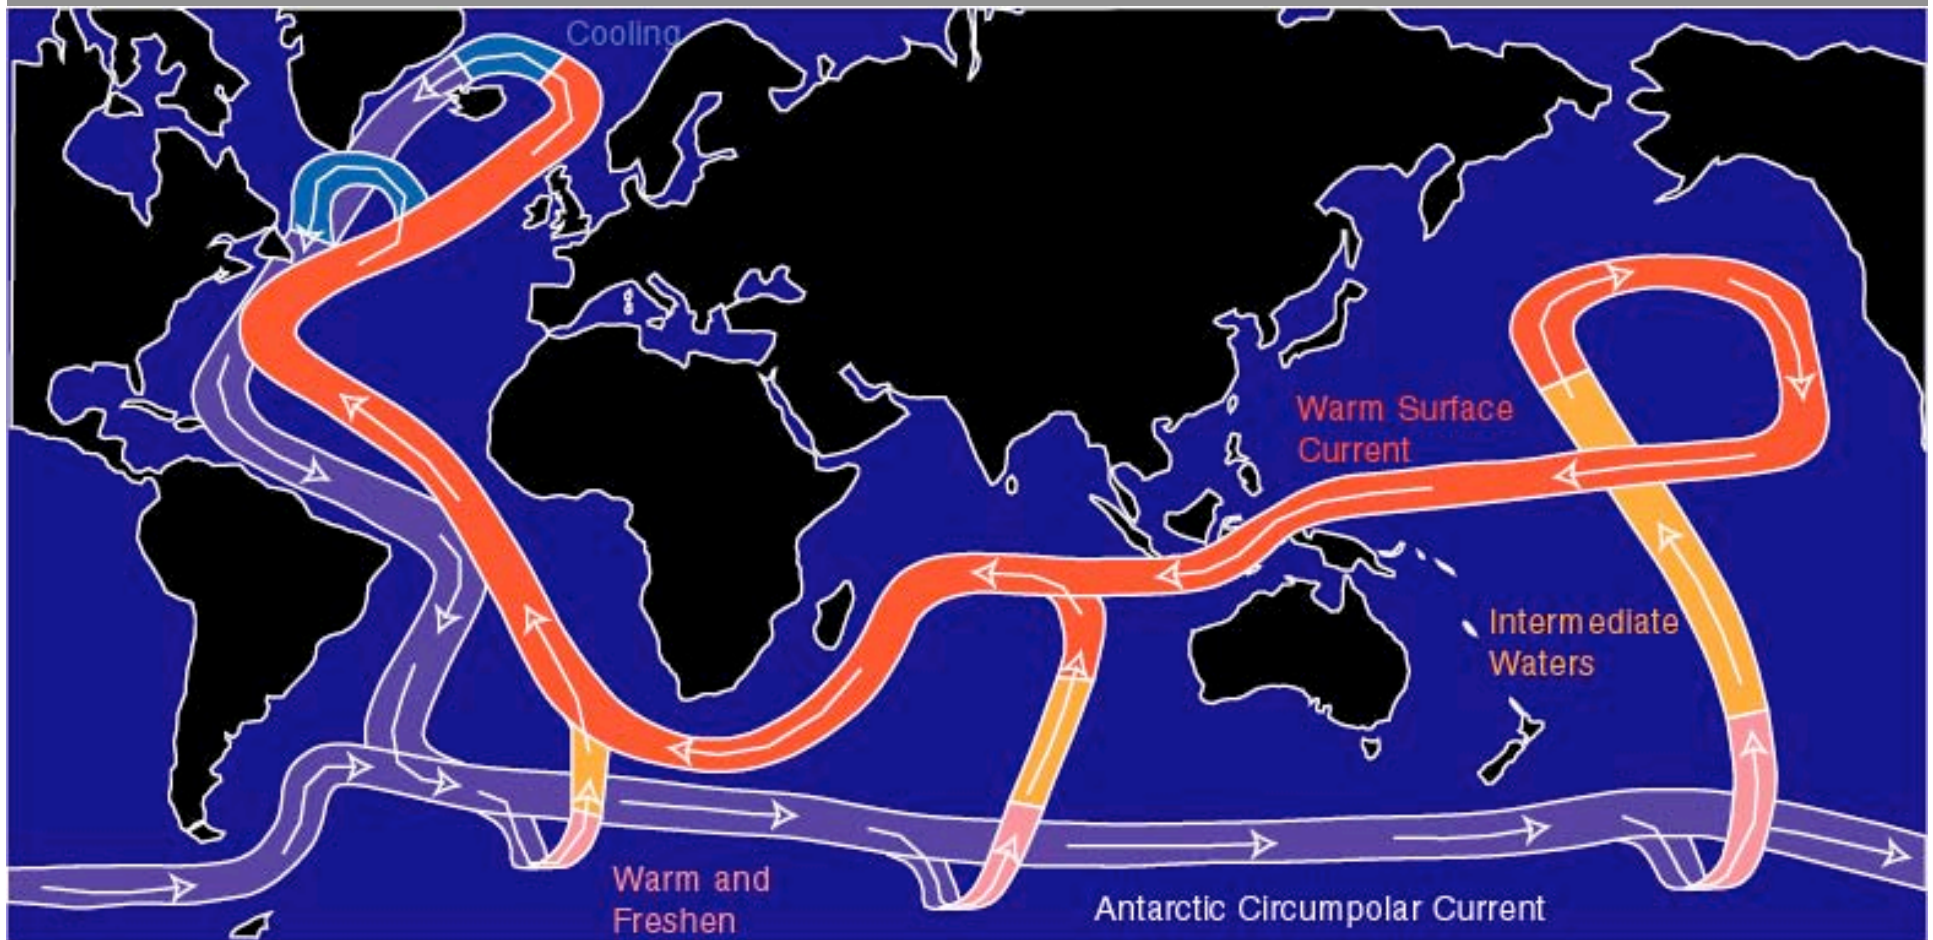 Cooling
Warm Surface
Current
Intermediate
Waters
Warm and
Freshen
Antarctic Circumpolar Current